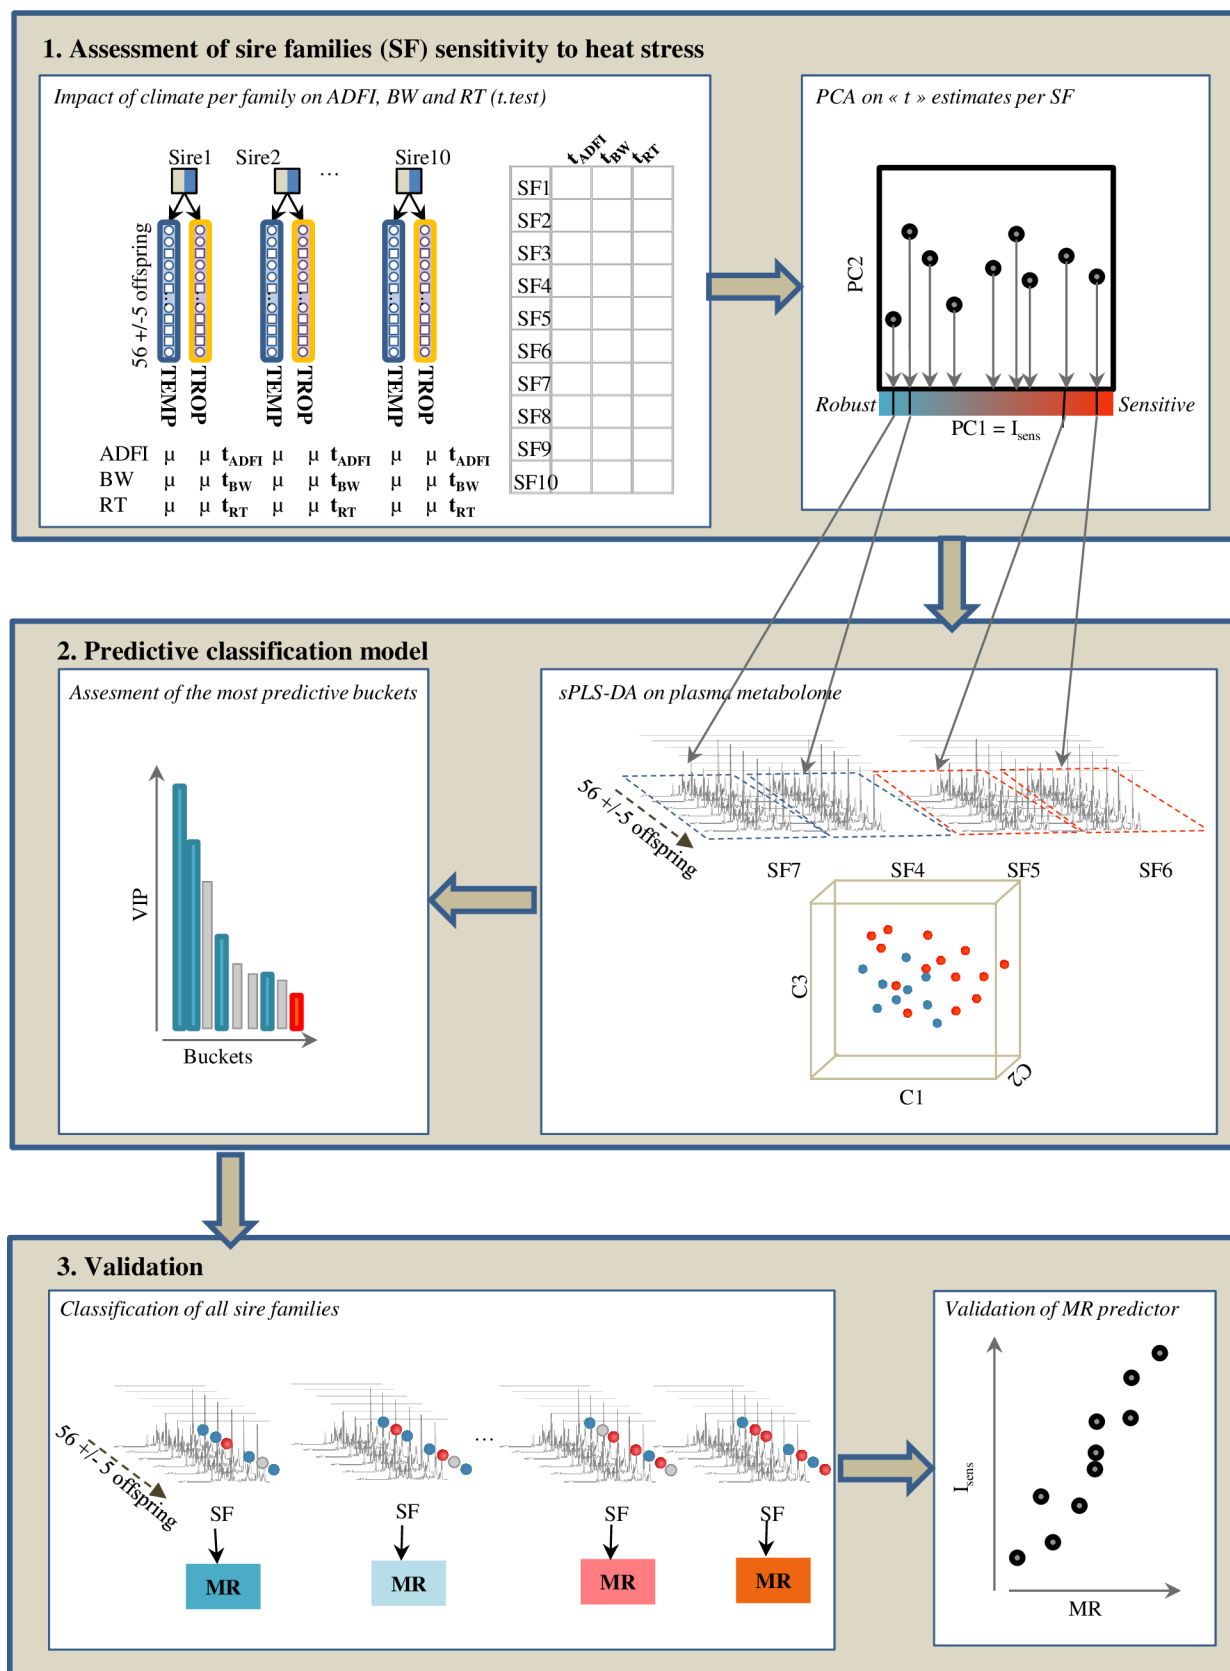 1. Assessment of sire families (SF) sensitivity to heat stress
Impact of climate per family on ADFI, BW and RT (t.test)
Sire1 Sire2 ... Sire10
56 +/-5 offspring
TEMP TROP TEMP TROP TEMP TROP
ADFI μ μ tADFI μ μ tADFI μ μ tADFI
BW μ μ tBW μ μ tBW μ μ tBW
RT μ μ tRT μ μ tRT μ μ tRT
tADFI tBW tRT
SF1
SF2
SF3
SF4
SF5
SF6
SF7
SF8
SF9
SF10
PCA on « t » estimates per SF
PC2
Robust Sensitive
PC1 = Isens
2. Predictive classification model
Assesment of the most predictive buckets
VIP
Buckets
sPLS-DA on plasma metabolome
56 +/-5 offspring
SF7 SF4 SF5 SF6
C3
C2
C1
3. Validation
Classification of all sire families
56 +/- 5 offspring
...
SF SF SF SF
MR MR MR MR
Validation of MR predictor
Isens
MR